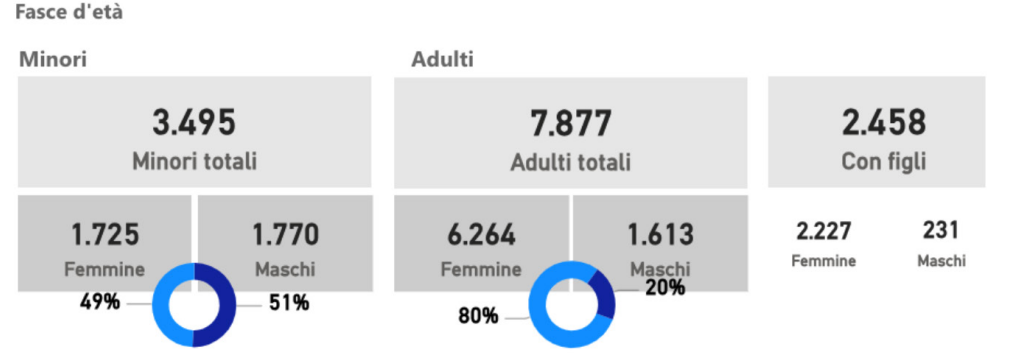 Fasce d'età
Minori
Adulti
3.495
Minori totali
7.877
Adulti totali
2.458
Con figli
1.725
Femmine
1.770
Maschi
49%
51%
6.264
Femmine
1.613
Maschi
80%
20%
2.227
Femmine
231
Maschi